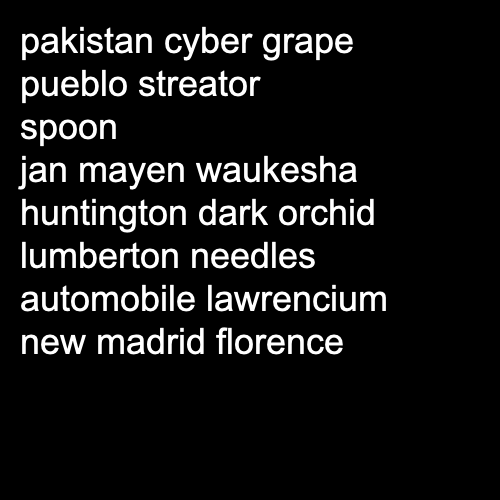 pakistan cyber grape
pueblo streator
spoon
jan mayen waukesha
huntington dark orchid
lumberton needles
automobile lawrencium
new madrid florence